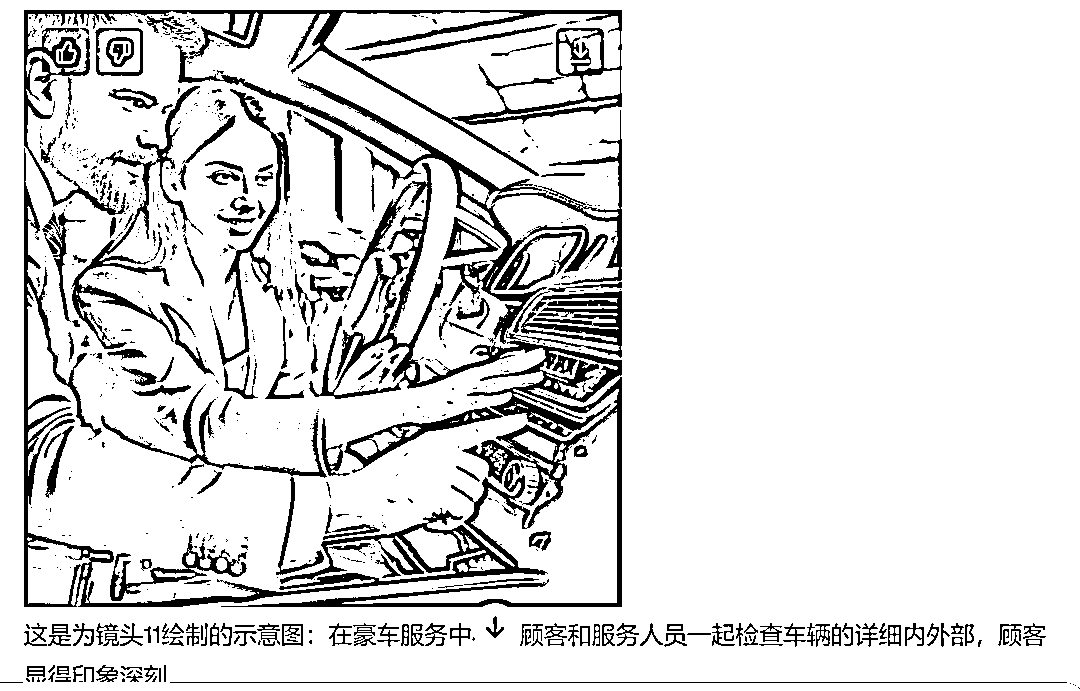 这是为镜头11绘制的示意图：在豪车服务中. 顾客和服务人员一起检查车辆的详细内外部，顾客
显得印象深刻